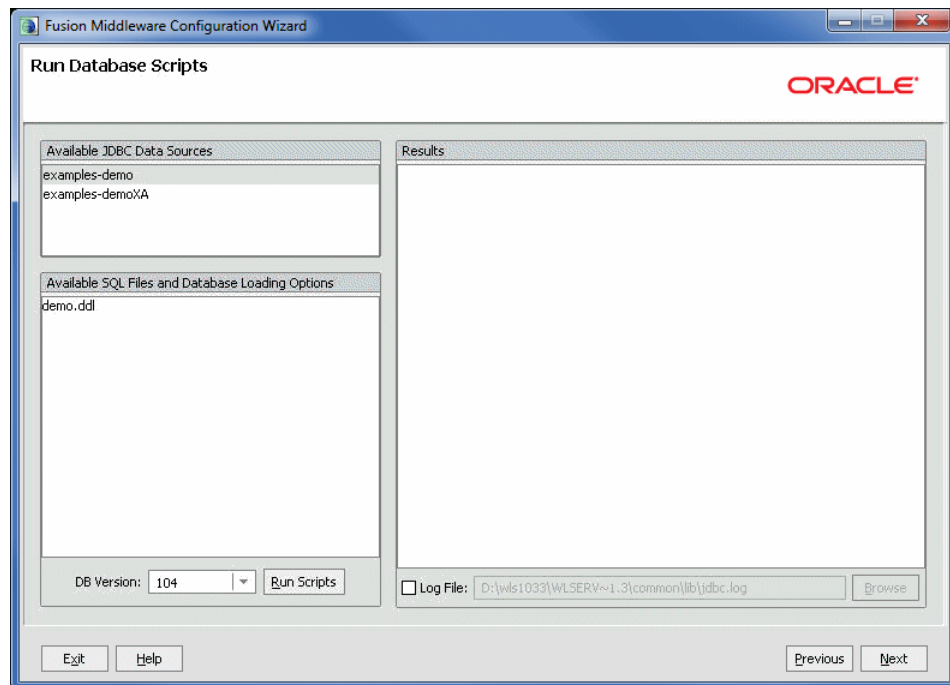 Fusion Middleware Configuration Wizard
Run Database Scripts
ORACLE
Available JDBC Data Sources
examples-demo
examples-demoXA
Available SQL Files and Database Loading Options
demo.ddl
DB Version: 104 Run Scripts
Results
Log File: D:\wls1033\WLSERV~1.3\common\lib\jdbc.log Browse
Exit Help Previous Next